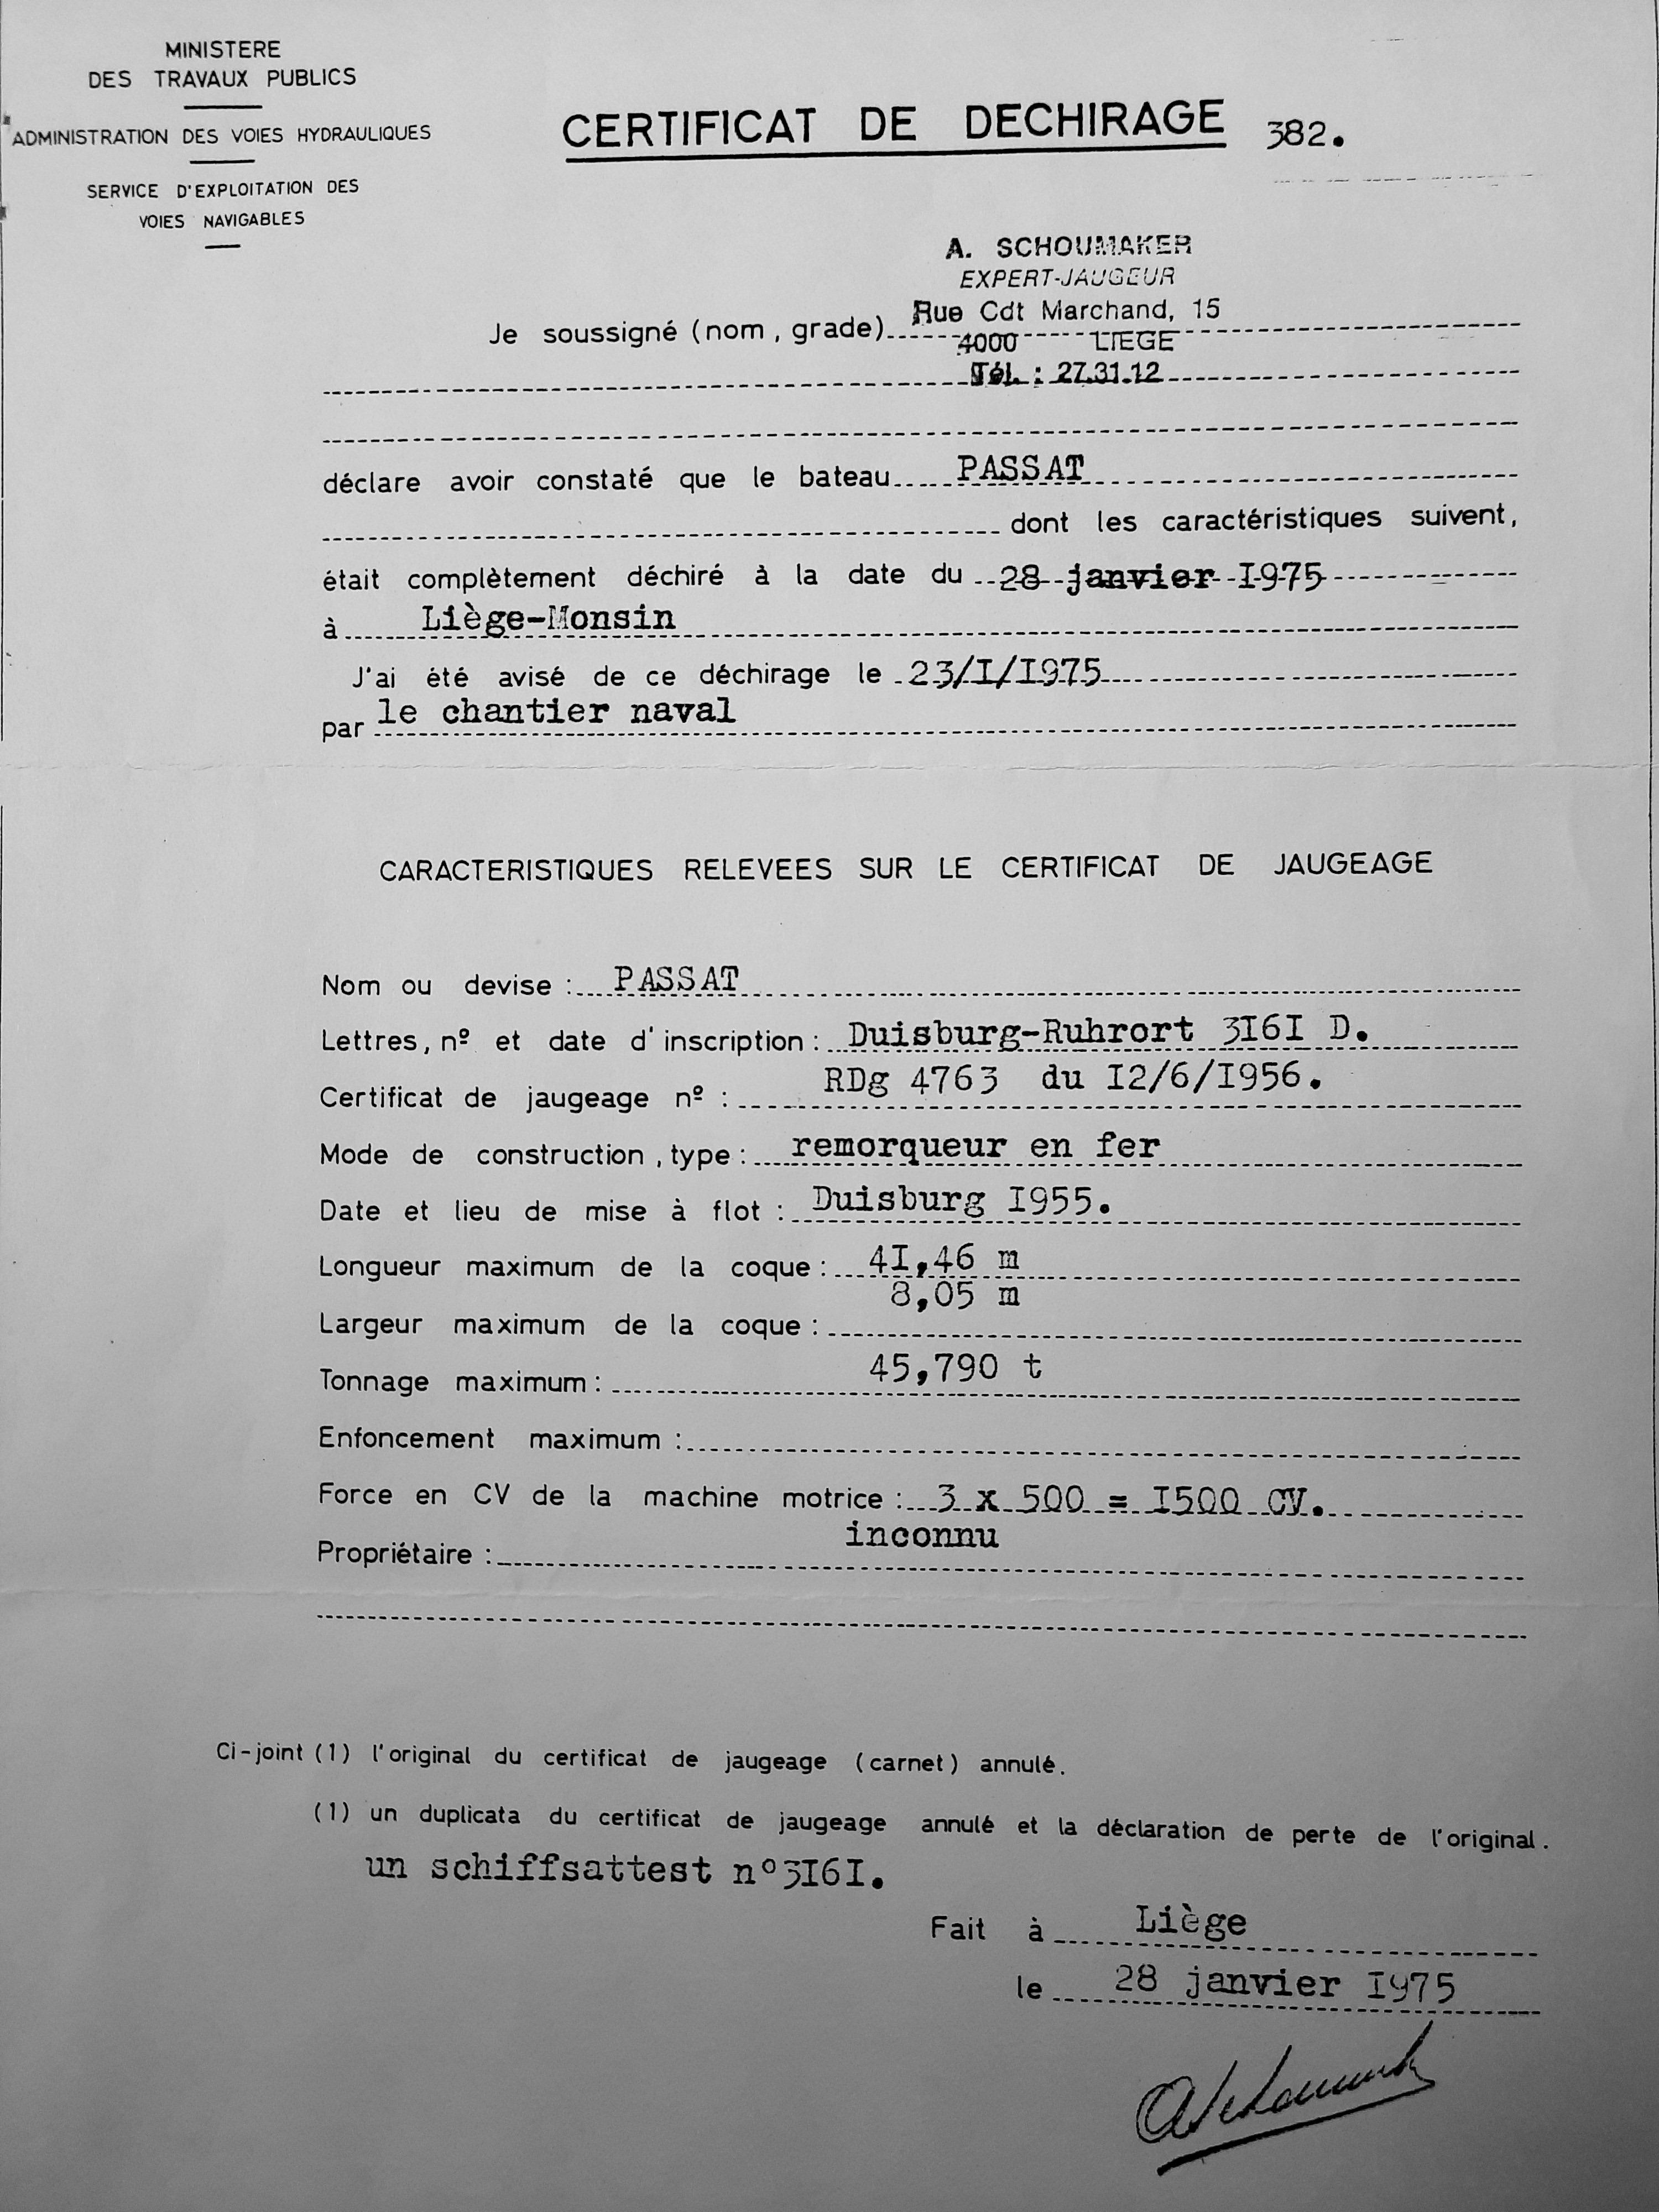 MINISTERE
DES TRAVAUX PUBLICS
ADMINISTRATION DES VOIES HYDRAULIQUES
SERVICE D'EXPLOITATION DES
VOIES NAVIGABLES
CERTIFICAT DE DECHIRAGE 382.
A. SCHOUMAKER
EXPERT-JAUGEUR
Rue Cdt Marchand, 15
Je soussigné (nom, grade)
4000 LIEGE
Tél. : 27.31.12
déclare avoir constaté que le bateau PASSAT
dont les caractéristiques suivent,
était complètement déchiré à la date du 28 janvier I975
à Liège-Monsin
J'ai été avisé de ce déchirage le 23/I/I975
par le chantier naval
CARACTERISTIQUES RELEVEES SUR LE CERTIFICAT DE JAUGEAGE
Nom ou devise : PASSAT
Lettres, nº et date d'inscription : Duisburg-Ruhrort 3I6I D.
Certificat de jaugeage nº : RDg 4763 du I2/6/I956.
Mode de construction, type : remorqueur en fer
Date et lieu de mise à flot : Duisburg I955.
Longueur maximum de la coque : 4I,46 m
Largeur maximum de la coque : 8,05 m
Tonnage maximum : 45,790 t
Enfoncement maximum :
Force en CV de la machine motrice : 3 x 500 = I500 CV.
Propriétaire : inconnu
Ci-joint (1) l'original du certificat de jaugeage (carnet) annulé.
(1) un duplicata du certificat de jaugeage annulé et la déclaration de perte de l'original.
un schiffsattest n°3I6I.
Fait à Liège
le 28 janvier I975